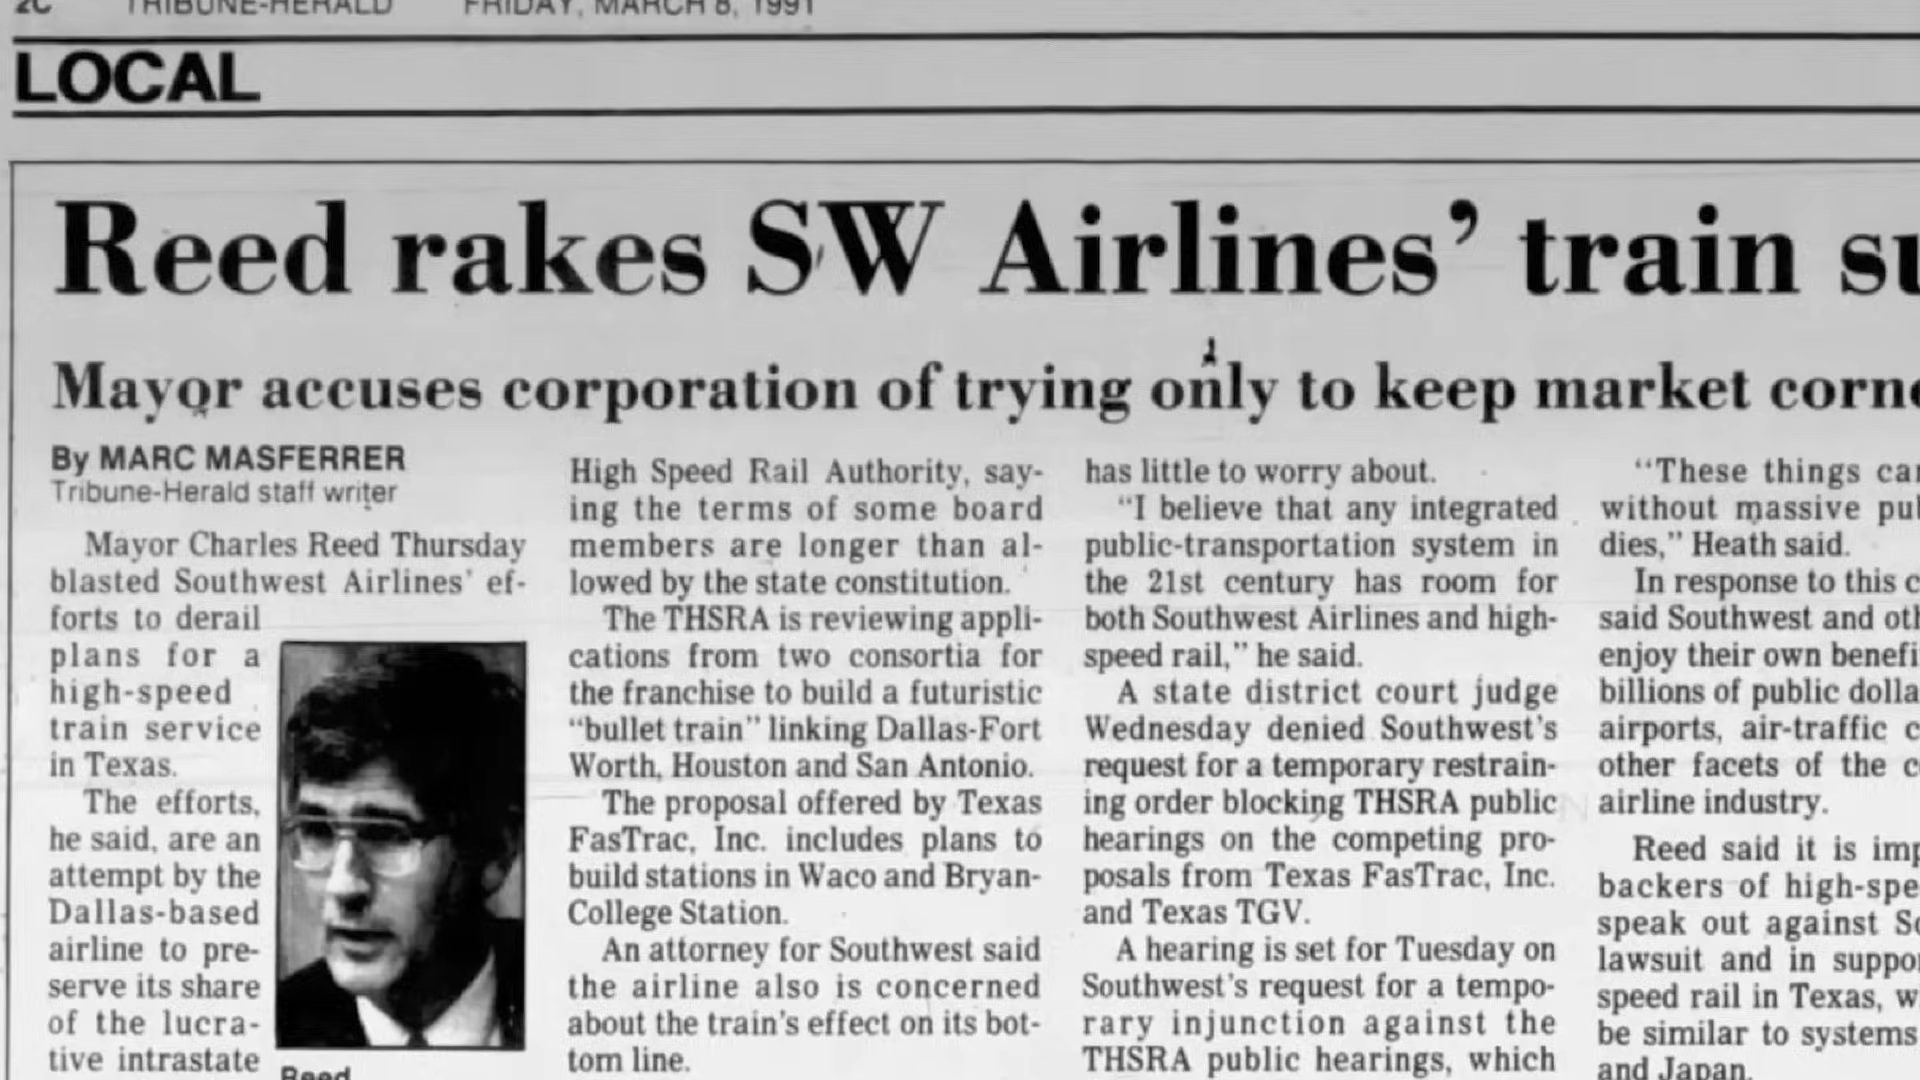 2C TRIBUNE-HERALD FRIDAY, MARCH 8, 1991
LOCAL
Reed rakes SW Airlines' train su
Mayor accuses corporation of trying only to keep market corne
By MARC MASFERRER
Tribune-Herald staff writer
Mayor Charles Reed Thursday
blasted Southwest Airlines' ef-
forts to derail
plans for a
high-speed
train service
in Texas.
The efforts,
he said, are an
attempt by the
Dallas-based
airline to pre-
serve its share
of the lucra-
tive intrastate
Reed
High Speed Rail Authority, say-
ing the terms of some board
members are longer than al-
lowed by the state constitution.
The THSRA is reviewing appli-
cations from two consortia for
the franchise to build a futuristic
“bullet train” linking Dallas-Fort
Worth, Houston and San Antonio.
The proposal offered by Texas
FasTrac, Inc. includes plans to
build stations in Waco and Bryan-
College Station.
An attorney for Southwest said
the airline also is concerned
about the train's effect on its bot-
tom line.
has little to worry about.
“I believe that any integrated
public-transportation system in
the 21st century has room for
both Southwest Airlines and high-
speed rail,” he said.
A state district court judge
Wednesday denied Southwest's
request for a temporary restrain-
ing order blocking THSRA public
hearings on the competing pro-
posals from Texas FasTrac, Inc.
and Texas TGV.
A hearing is set for Tuesday on
Southwest's request for a tempo-
rary injunction against the
THSRA public hearings, which
“These things can
without massive pub
dies,” Heath said.
In response to this c
said Southwest and oth
enjoy their own benefi
billions of public dolla
airports, air-traffic c
other facets of the c
airline industry.
Reed said it is imp
backers of high-spe
speak out against So
lawsuit and in suppo
speed rail in Texas, w
be similar to systems
and Japan.